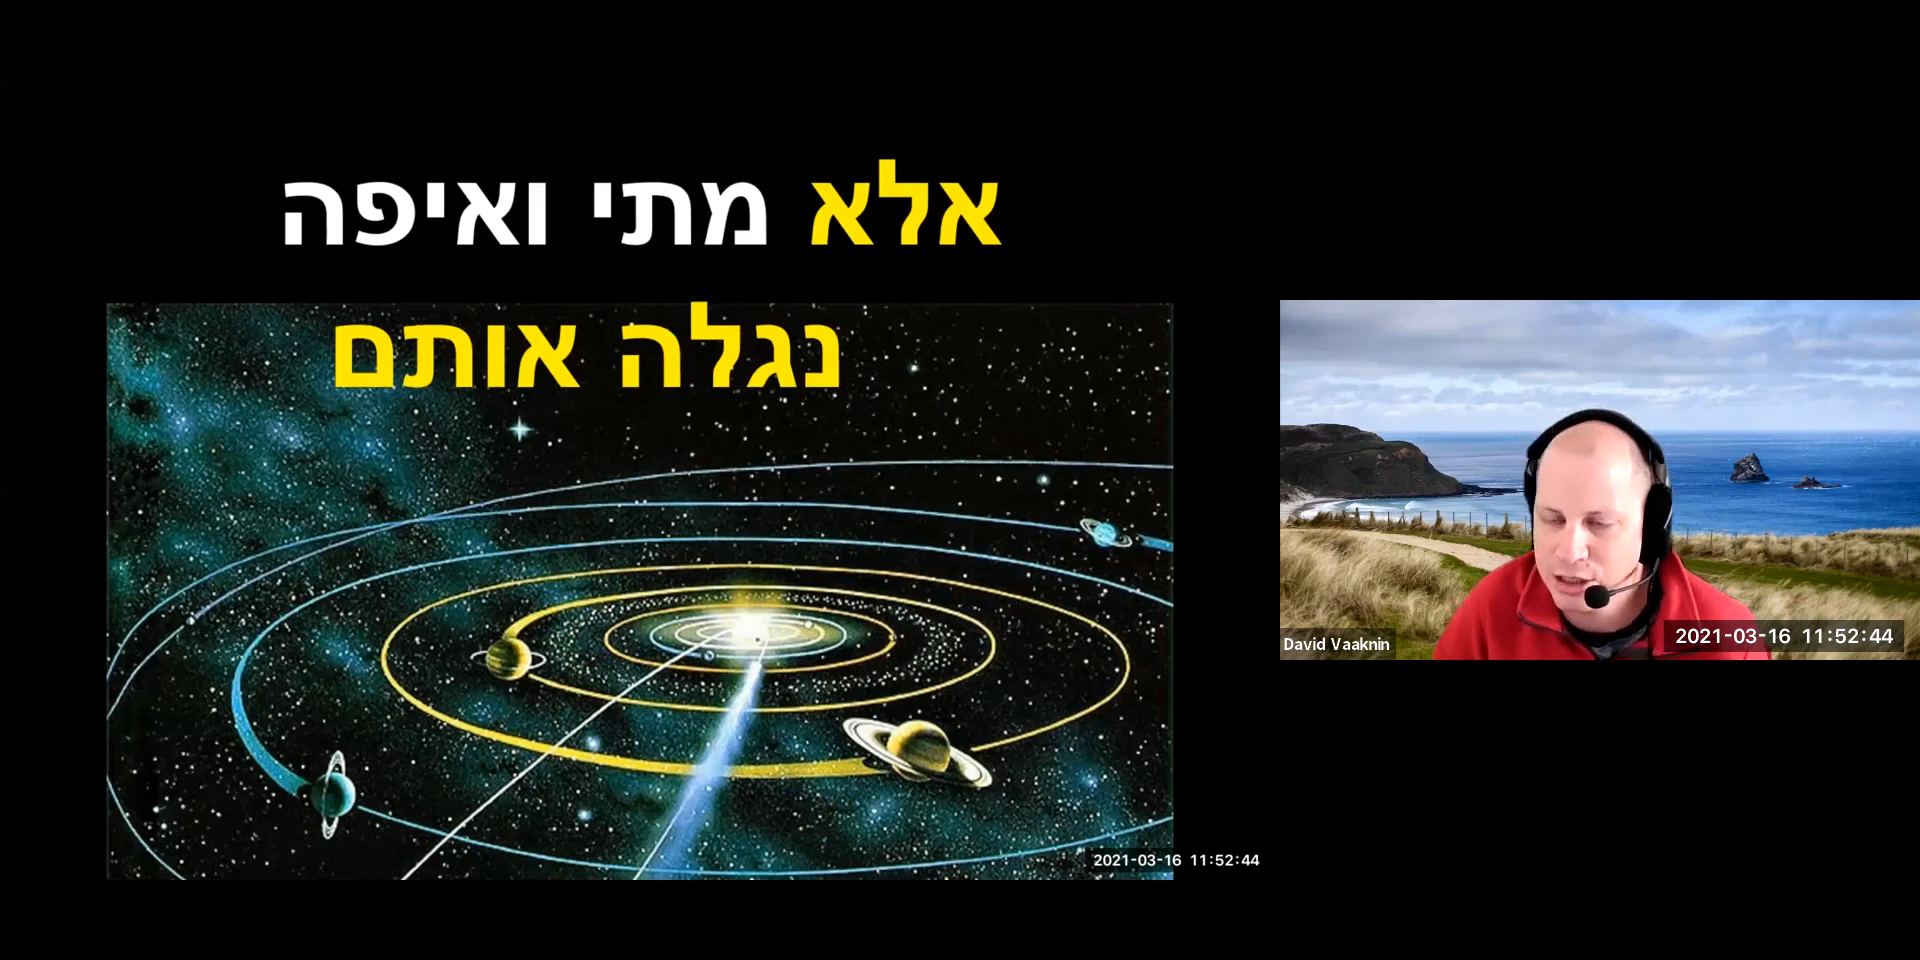 אלא מתי ואיפה
נגלה אותם
2021-03-16 11:52:44
David Vaaknin
2021-03-16 11:52:44